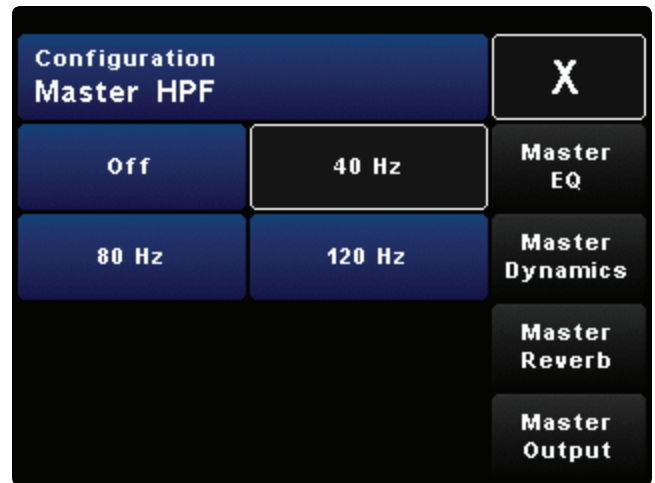 Configuration
Master HPF
X
Off
40 Hz
Master
EQ
80 Hz
120 Hz
Master
Dynamics
Master
Reverb
Master
Output